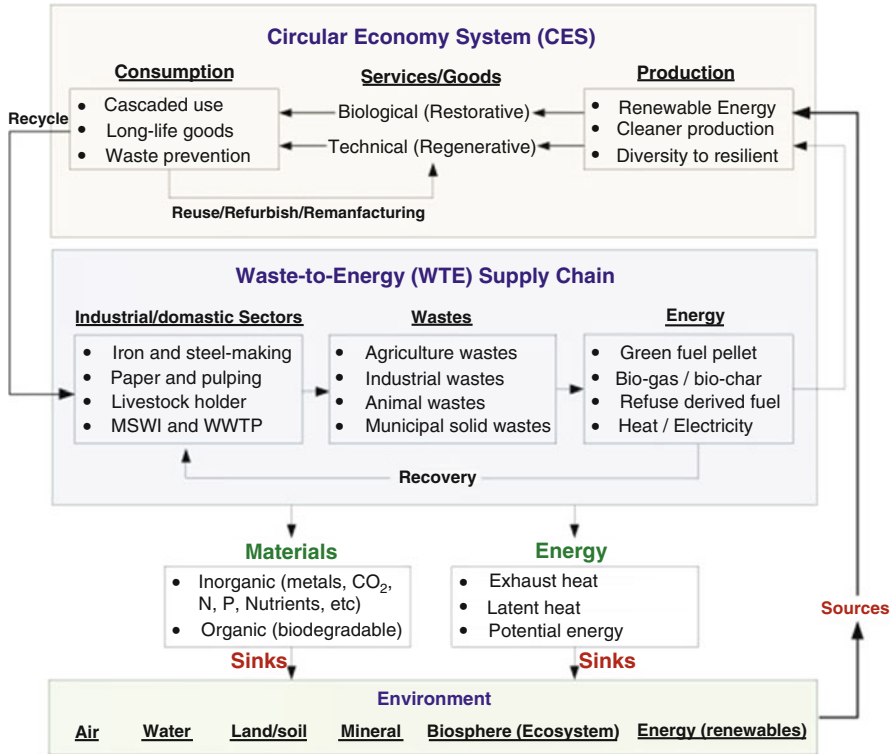 Circular Economy System (CES)
Consumption
Services/Goods
Production
Recycle
• Cascaded use
• Long-life goods
• Waste prevention
Biological (Restorative)
Technical (Regenerative)
• Renewable Energy
• Cleaner production
• Diversity to resilient
Reuse/Refurbish/Remanfacturing
Waste-to-Energy (WTE) Supply Chain
Industrial/domastic Sectors
Wastes
Energy
• Iron and steel-making
• Paper and pulping
• Livestock holder
• MSWI and WWTP
• Agriculture wastes
• Industrial wastes
• Animal wastes
• Municipal solid wastes
• Green fuel pellet
• Bio-gas / bio-char
• Refuse derived fuel
• Heat / Electricity
Recovery
Materials
Energy
• Inorganic (metals, CO₂,
N, P, Nutrients, etc)
• Organic (biodegradable)
• Exhaust heat
• Latent heat
• Potential energy
Sources
Sinks
Sinks
Environment
Air
Water
Land/soil
Mineral
Biosphere (Ecosystem)
Energy (renewables)